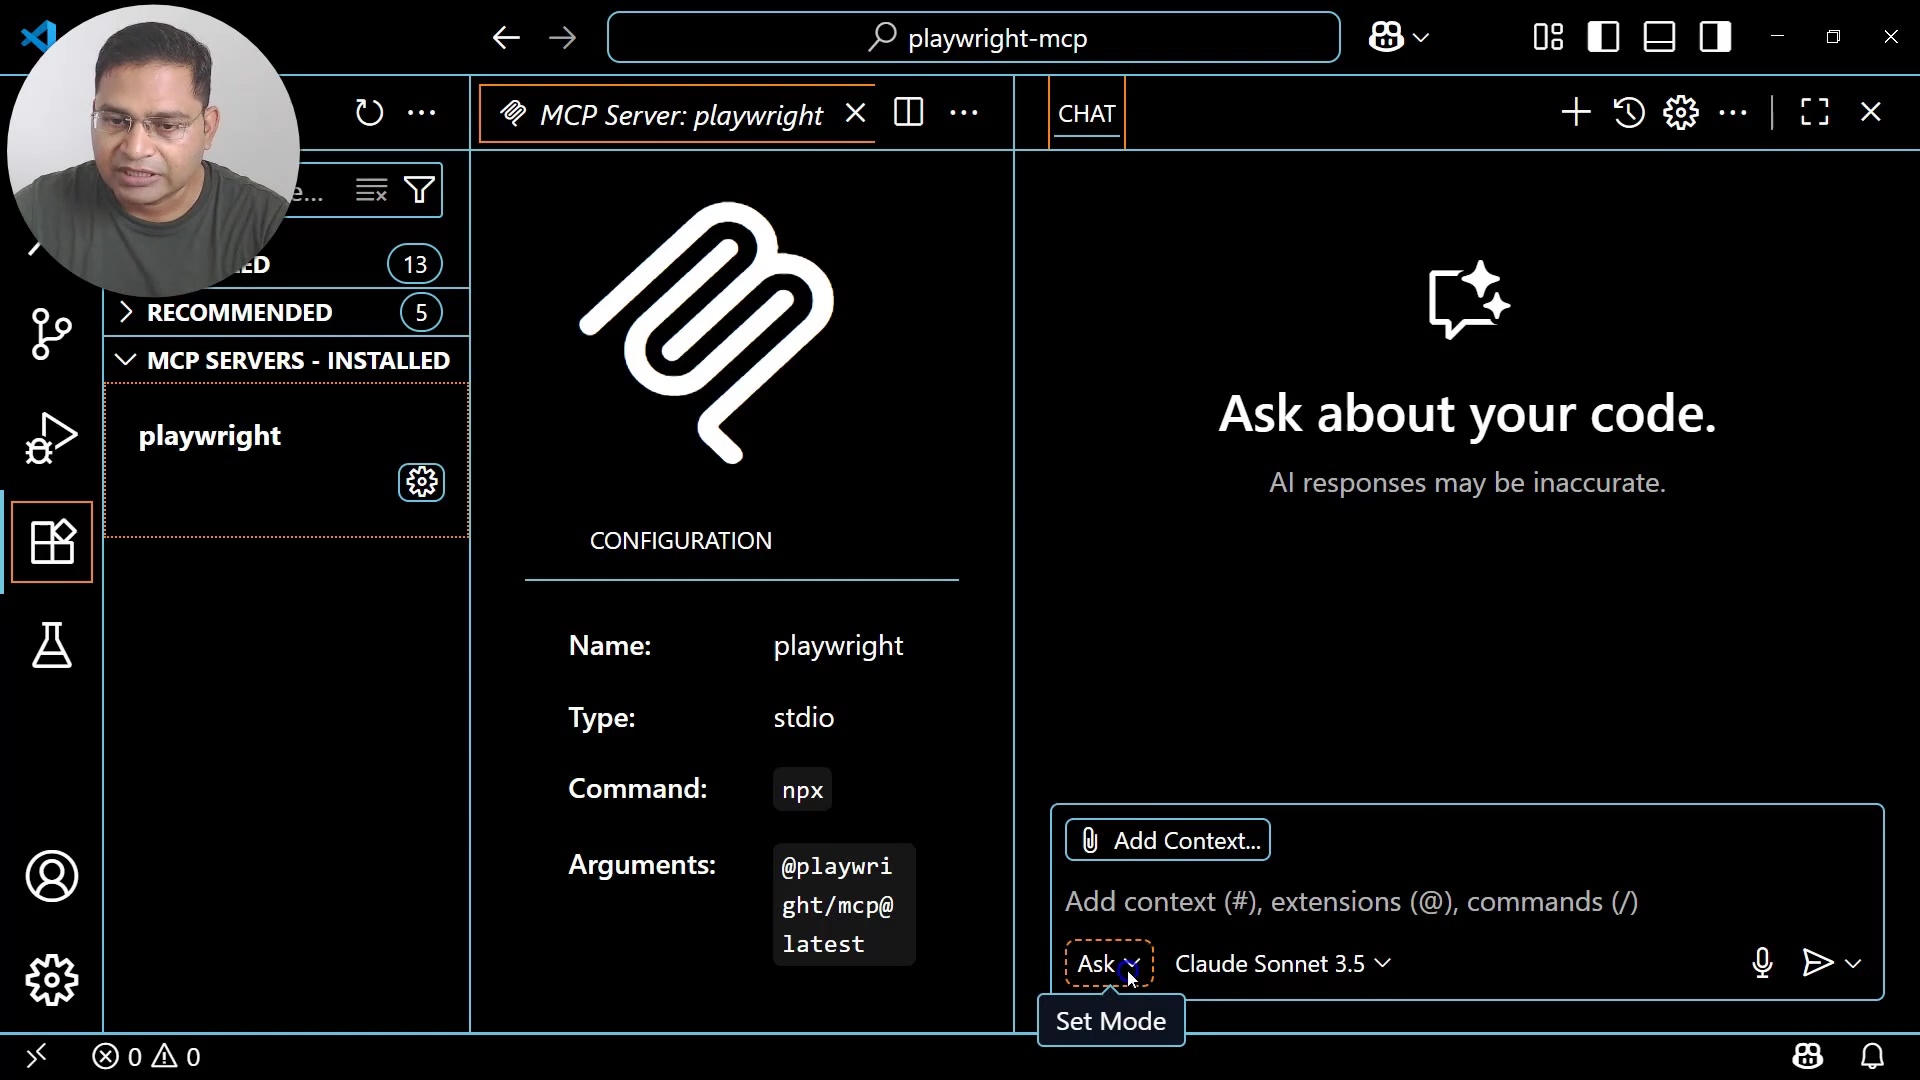 playwright-mcp
MCP Server: playwright
CHAT
e...
ED
13
RECOMMENDED
5
MCP SERVERS - INSTALLED
playwright
CONFIGURATION
Name:
playwright
Type:
stdio
Command:
npx
Arguments:
@playwri
ght/mcp@
latest
Ask about your code.
AI responses may be inaccurate.
Add Context...
Add context (#), extensions (@), commands (/)
Ask
Claude Sonnet 3.5
Set Mode
0
0